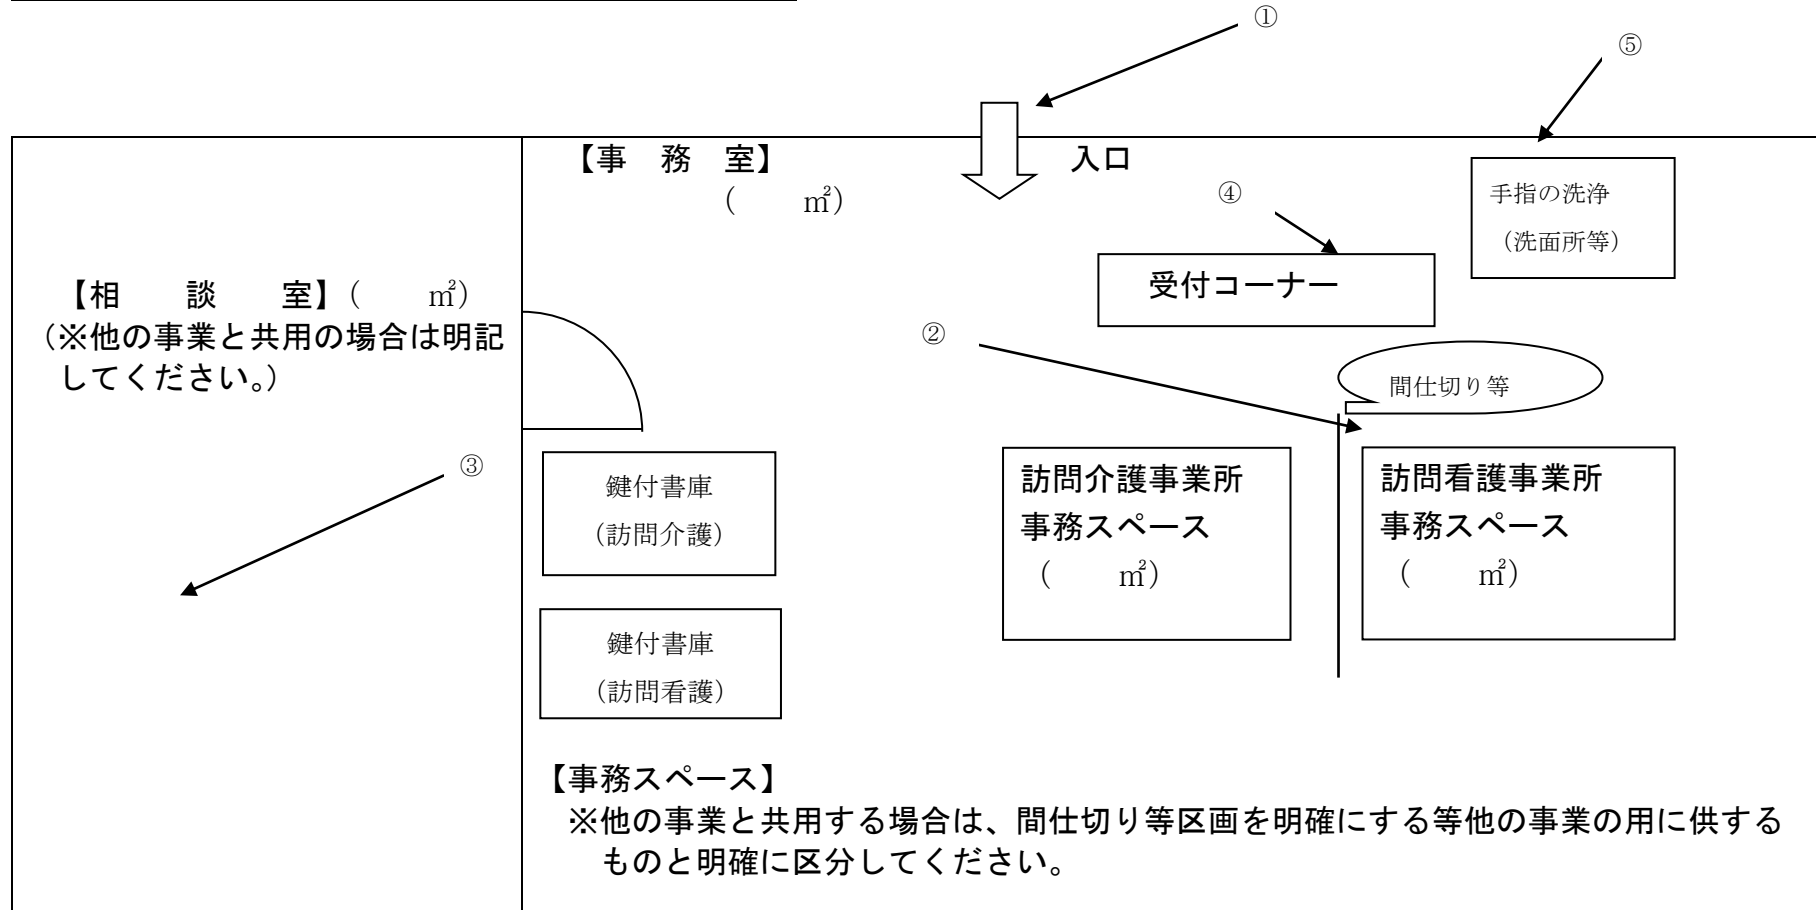 ①
⑤
【事　務　室】
（　　㎡）
入口
④
手指の洗浄
（洗面所等）
受付コーナー
【相　　談　　室】（　　㎡）
（※他の事業と共用の場合は明記
してください。）
②
間仕切り等
③
鍵付書庫
（訪問介護）
訪問介護事業所
事務スペース
（　　㎡）
訪問看護事業所
事務スペース
（　　㎡）
鍵付書庫
（訪問看護）
【事務スペース】
※他の事業と共用する場合は、間仕切り等区画を明確にする等他の事業の用に供する
ものと明確に区分してください。